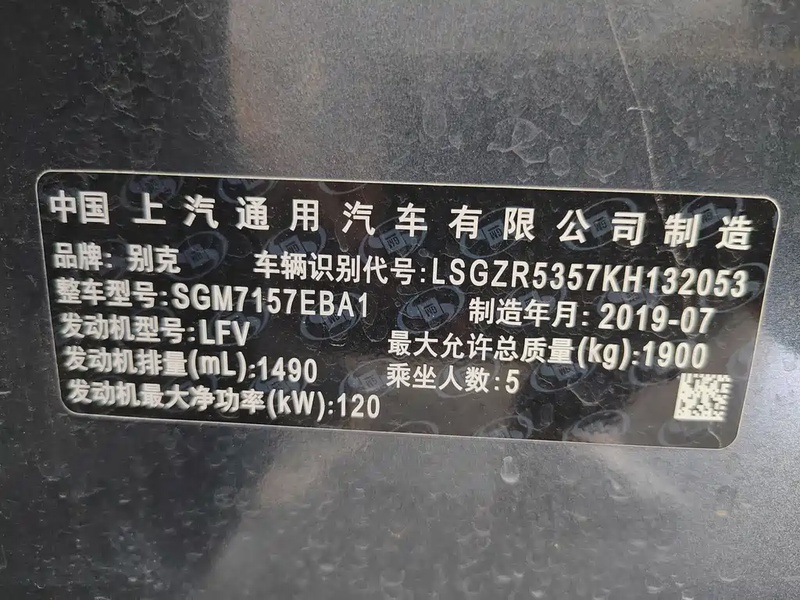 中国 上汽通用汽车有限公司制造
品牌: 别克 车辆识别代号:LSGZR5357KH132053
整车型号:SGM7157EBA1 制造年月: 2019-07
发动机型号:LFV 最大允许总质量(kg):1900
发动机排量(mL):1490 乘坐人数:5
发动机最大净功率(kW):120